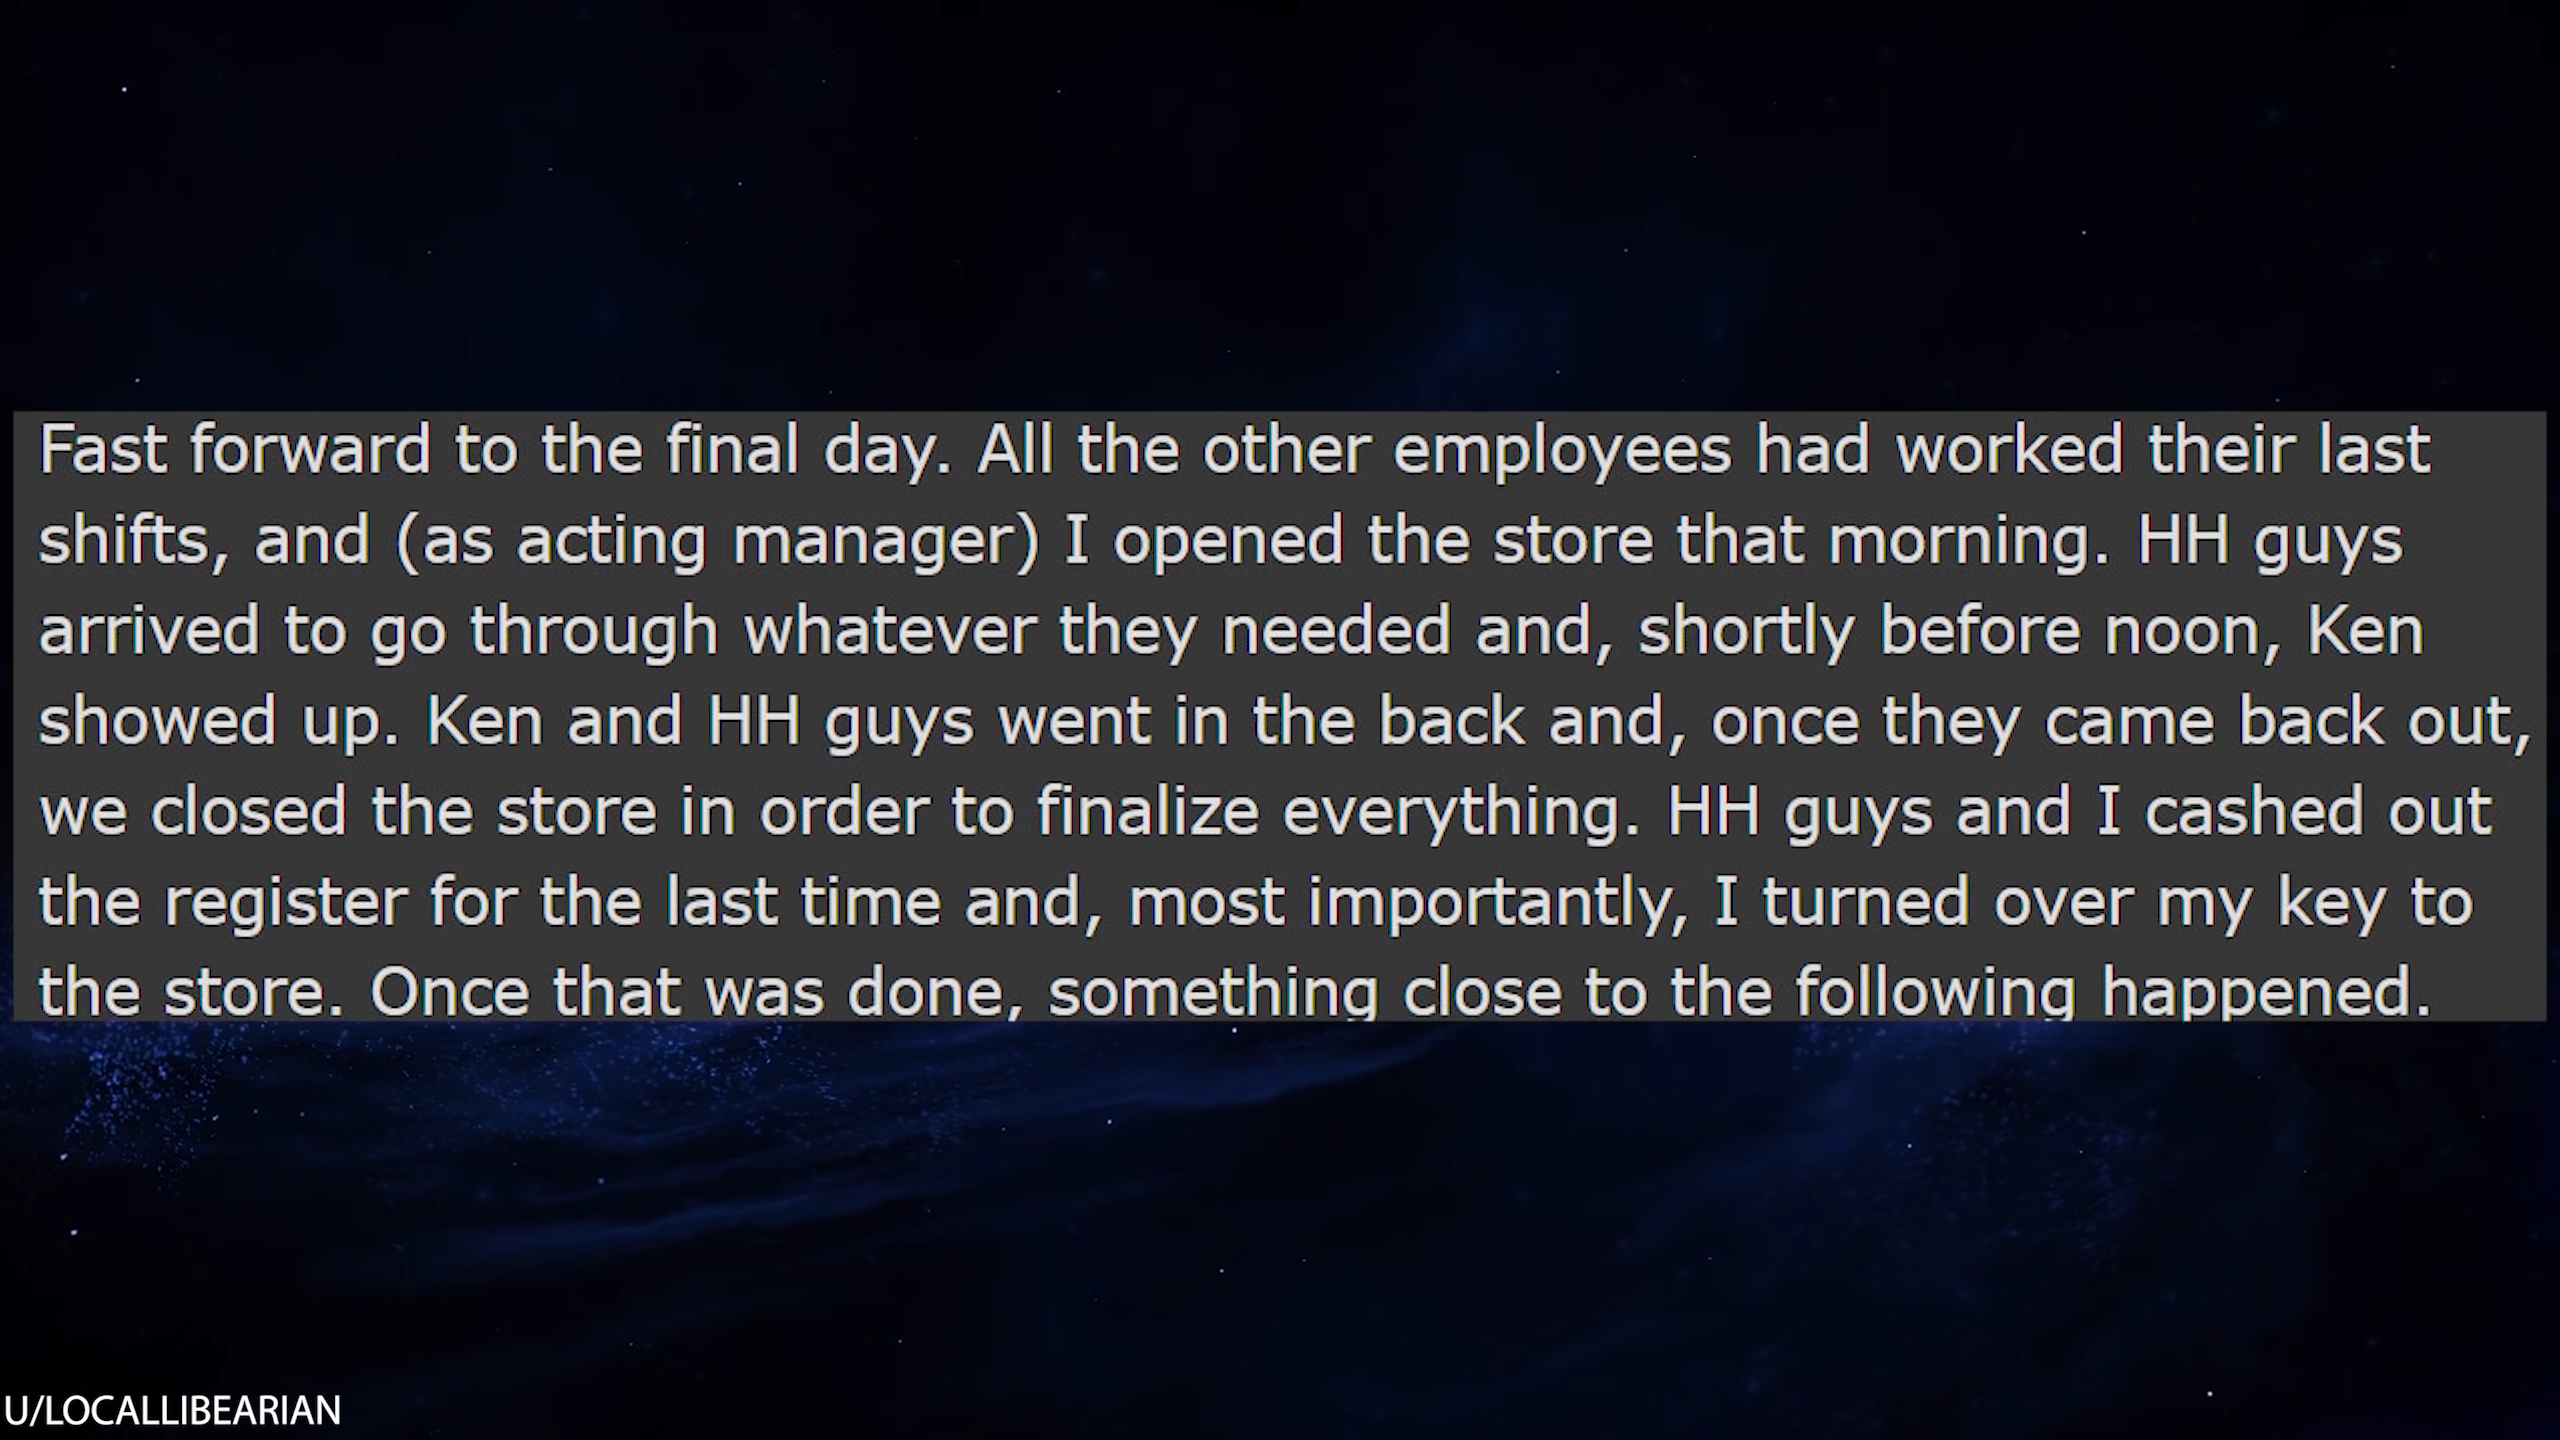 Fast forward to the final day. All the other employees had worked their last
shifts, and (as acting manager) I opened the store that morning. HH guys
arrived to go through whatever they needed and, shortly before noon, Ken
showed up. Ken and HH guys went in the back and, once they came back out,
we closed the store in order to finalize everything. HH guys and I cashed out
the register for the last time and, most importantly, I turned over my key to
the store. Once that was done, something close to the following happened.
U/LOCALLIBEARIAN